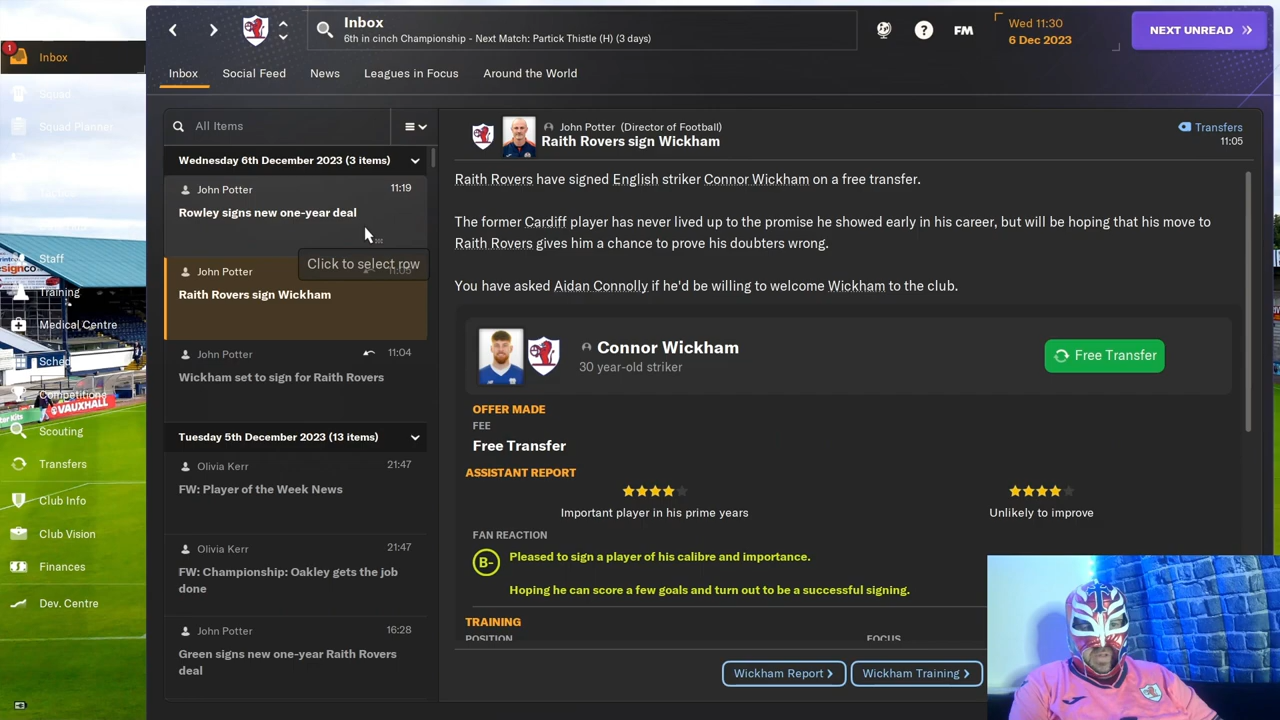 Inbox
6th in cinch Championship - Next Match: Partick Thistle (H) (3 days)
FM
Wed 11:30
6 Dec 2023
NEXT UNREAD
1
Inbox
Squad
Squad Planner
Staff
Training
Medical Centre
Sched
Competitions
Scouting
Transfers
Club Info
Club Vision
Finances
Dev. Centre
VAUXHALL
Inbox
Social Feed
News
Leagues in Focus
Around the World
All Items
Wednesday 6th December 2023 (3 items)
John Potter
11:19
Rowley signs new one-year deal
Click to select row
John Potter
11:05
Raith Rovers sign Wickham
John Potter
11:04
Wickham set to sign for Raith Rovers
Tuesday 5th December 2023 (13 items)
Olivia Kerr
21:47
FW: Player of the Week News
Olivia Kerr
21:47
FW: Championship: Oakley gets the job
done
John Potter
16:28
Green signs new one-year Raith Rovers
deal
John Potter (Director of Football)
Raith Rovers sign Wickham
Transfers
11:05
Raith Rovers have signed English striker Connor Wickham on a free transfer.
The former Cardiff player has never lived up to the promise he showed early in his career, but will be hoping that his move to
Raith Rovers gives him a chance to prove his doubters wrong.
You have asked Aidan Connolly if he'd be willing to welcome Wickham to the club.
Connor Wickham
30 year-old striker
Free Transfer
OFFER MADE
FEE
Free Transfer
ASSISTANT REPORT
Important player in his prime years
Unlikely to improve
FAN REACTION
B-
Pleased to sign a player of his calibre and importance.
Hoping he can score a few goals and turn out to be a successful signing.
TRAINING
POSITION
FOCUS
Wickham Report
Wickham Training